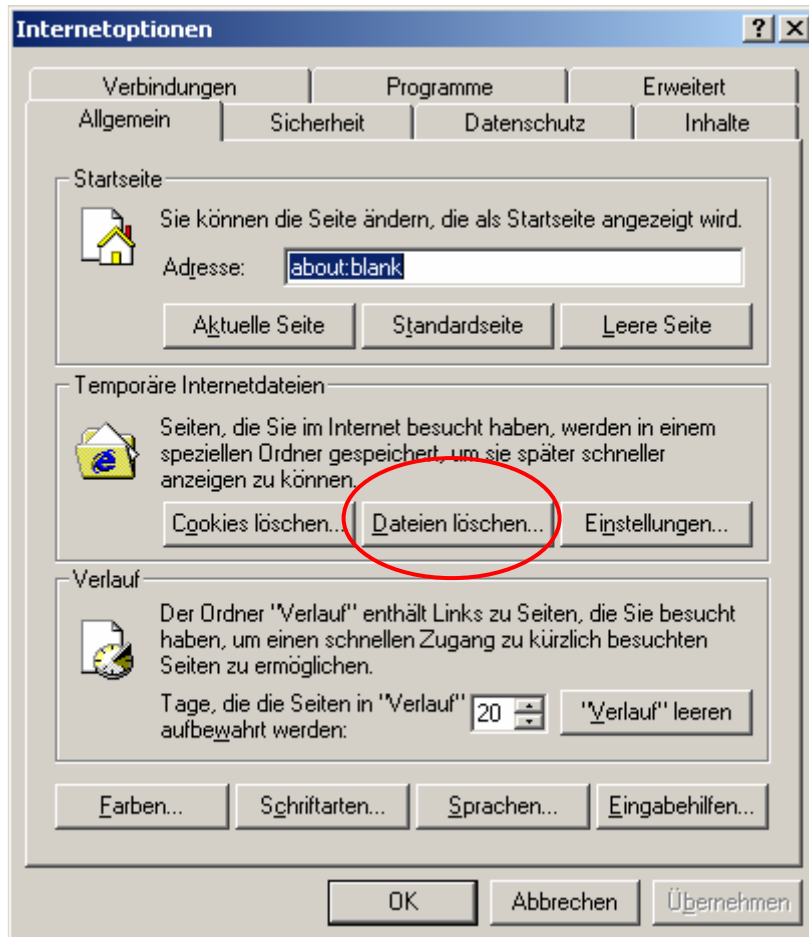 Internetoptionen
Verbindungen Programme Erweitert
Allgemein Sicherheit Datenschutz Inhalte
Startseite
Sie können die Seite ändern, die als Startseite angezeigt wird.
Adresse: about:blank
Aktuelle Seite Standardseite Leere Seite
Temporäre Internetdateien
Seiten, die Sie im Internet besucht haben, werden in einem
speziellen Ordner gespeichert, um sie später schneller
anzeigen zu können.
Cookies löschen... Dateien löschen... Einstellungen...
Verlauf
Der Ordner "Verlauf" enthält Links zu Seiten, die Sie besucht
haben, um einen schnellen Zugang zu kürzlich besuchten
Seiten zu ermöglichen.
Tage, die die Seiten in "Verlauf"
aufbewahrt werden: 20 "Verlauf" leeren
Farben... Schriftarten... Sprachen... Eingabehilfen...
OK Abbrechen Übernehmen